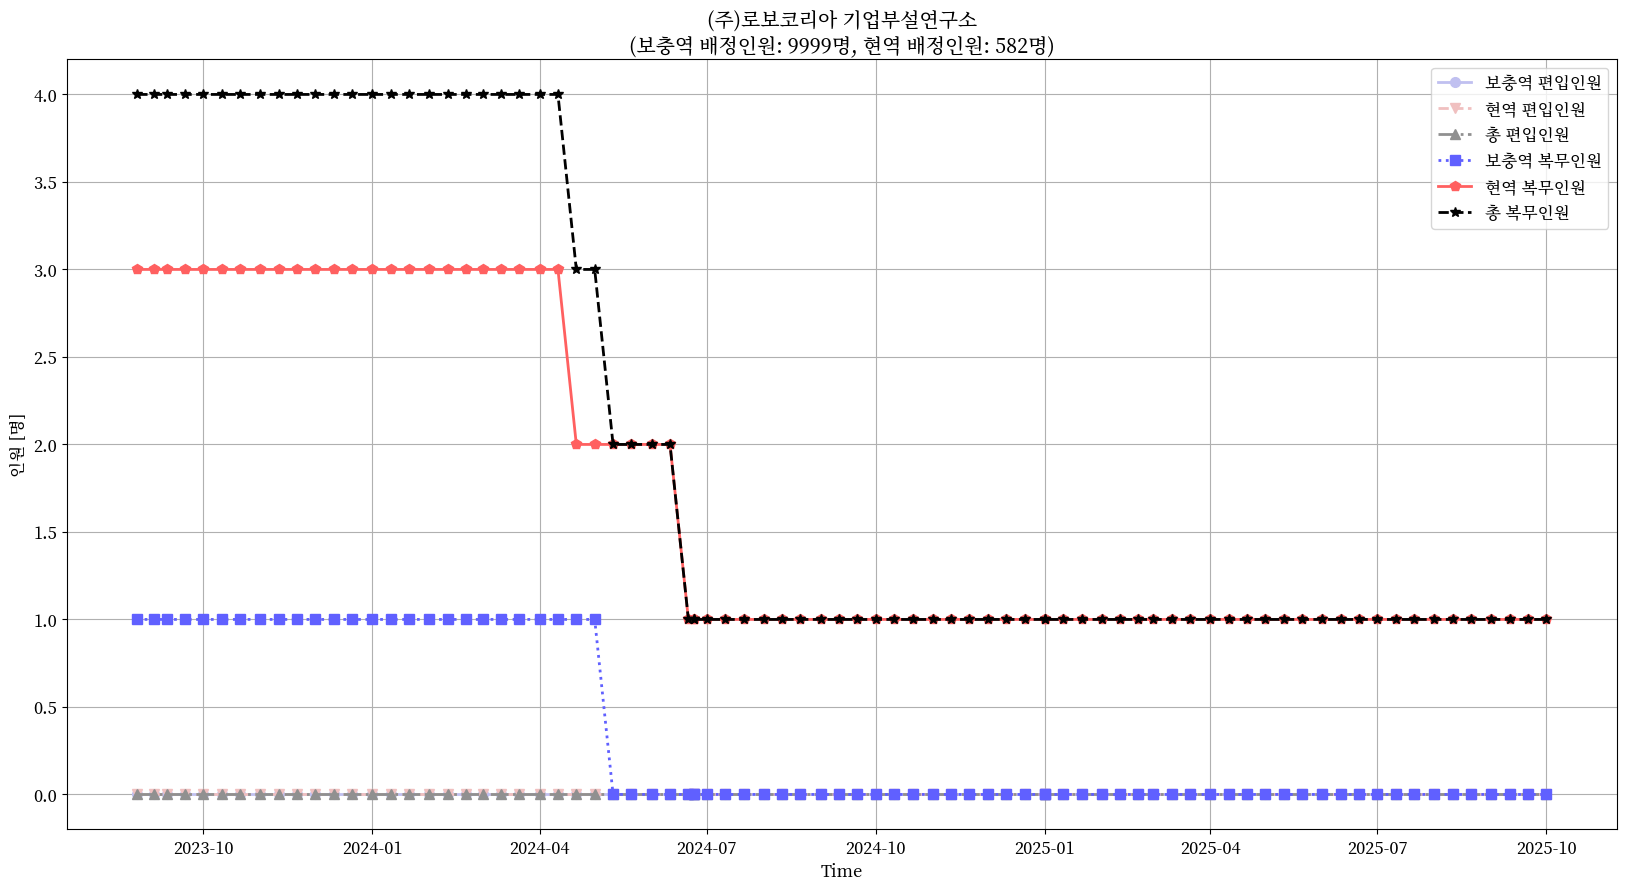 (주)로보코리아 기업부설연구소
(보충역 배정인원: 9999명, 현역 배정인원: 582명)
보충역 편입인원
현역 편입인원
총 편입인원
보충역 복무인원
현역 복무인원
총 복무인원
인원 [명]
4.0
3.5
3.0
2.5
2.0
1.5
1.0
0.5
0.0
2023-10
2024-01
2024-04
2024-07
2024-10
2025-01
2025-04
2025-07
2025-10
Time